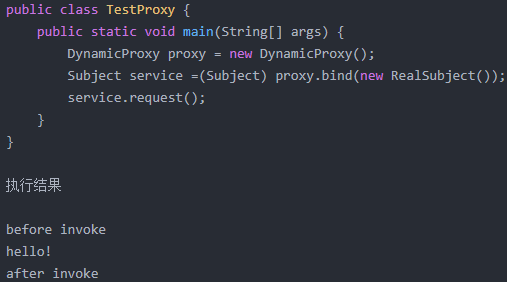 public class TestProxy {
    public static void main(String[] args) {
        DynamicProxy proxy = new DynamicProxy();
        Subject service =(Subject) proxy.bind(new RealSubject());
        service.request();
    }
}
执行结果
before invoke
hello!
after invoke